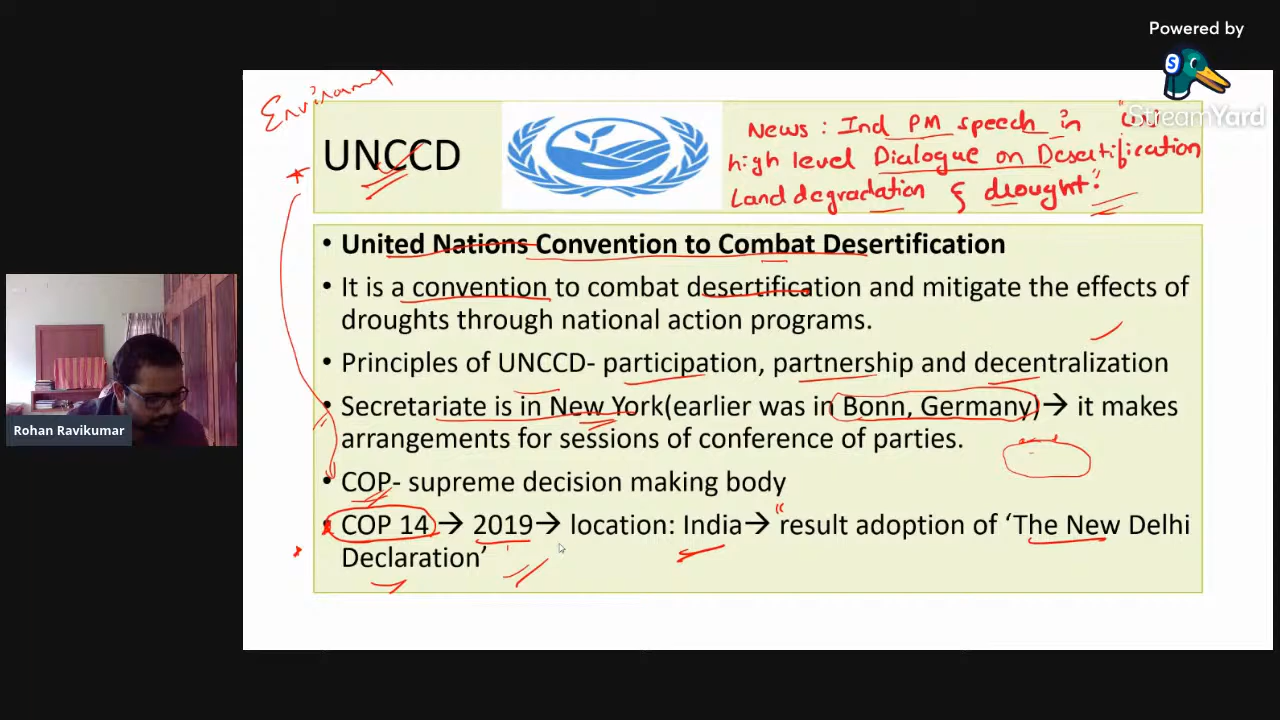 Powered by
StreamYard
Environment
UNCCD
News: Ind PM speech in "UN
high level Dialogue on Desertification
Land degradation & drought."
• United Nations Convention to Combat Desertification
• It is a convention to combat desertification and mitigate the effects of
droughts through national action programs.
• Principles of UNCCD- participation, partnership and decentralization
• Secretariate is in New York(earlier was in Bonn, Germany)→ it makes
arrangements for sessions of conference of parties.
• COP- supreme decision making body
• COP 14 → 2019→ location: India→ result adoption of ‘The New Delhi
Declaration’
Rohan Ravikumar